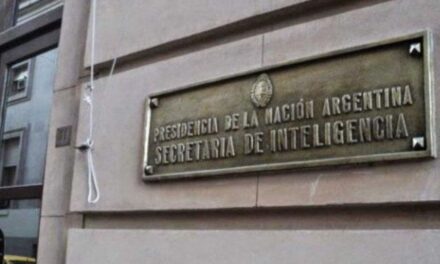 PRESIDENCIA DE LA NACIÓN ARGENTINA
SECRETARIA DE INTELIGENCIA